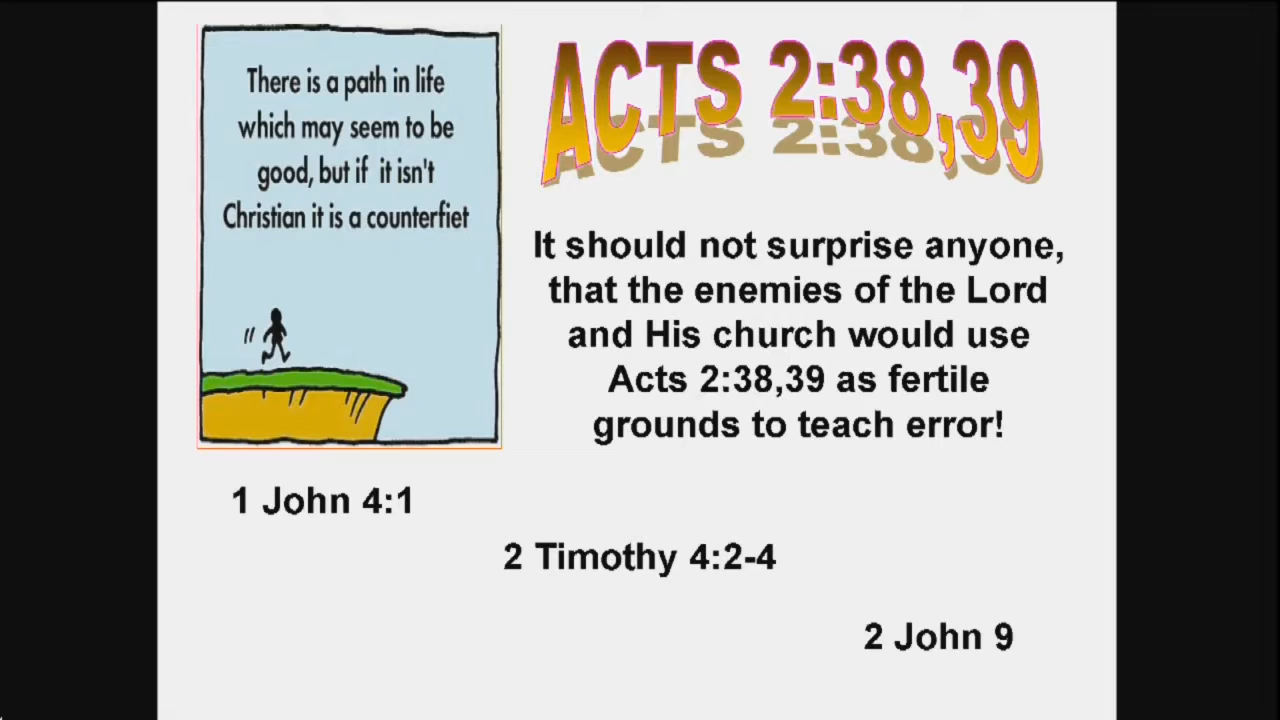 There is a path in life
which may seem to be
good, but if it isn't
Christian it is a counterfiet
ACTS 2:38,39
It should not surprise anyone,
that the enemies of the Lord
and His church would use
Acts 2:38,39 as fertile
grounds to teach error!
1 John 4:1
2 Timothy 4:2-4
2 John 9